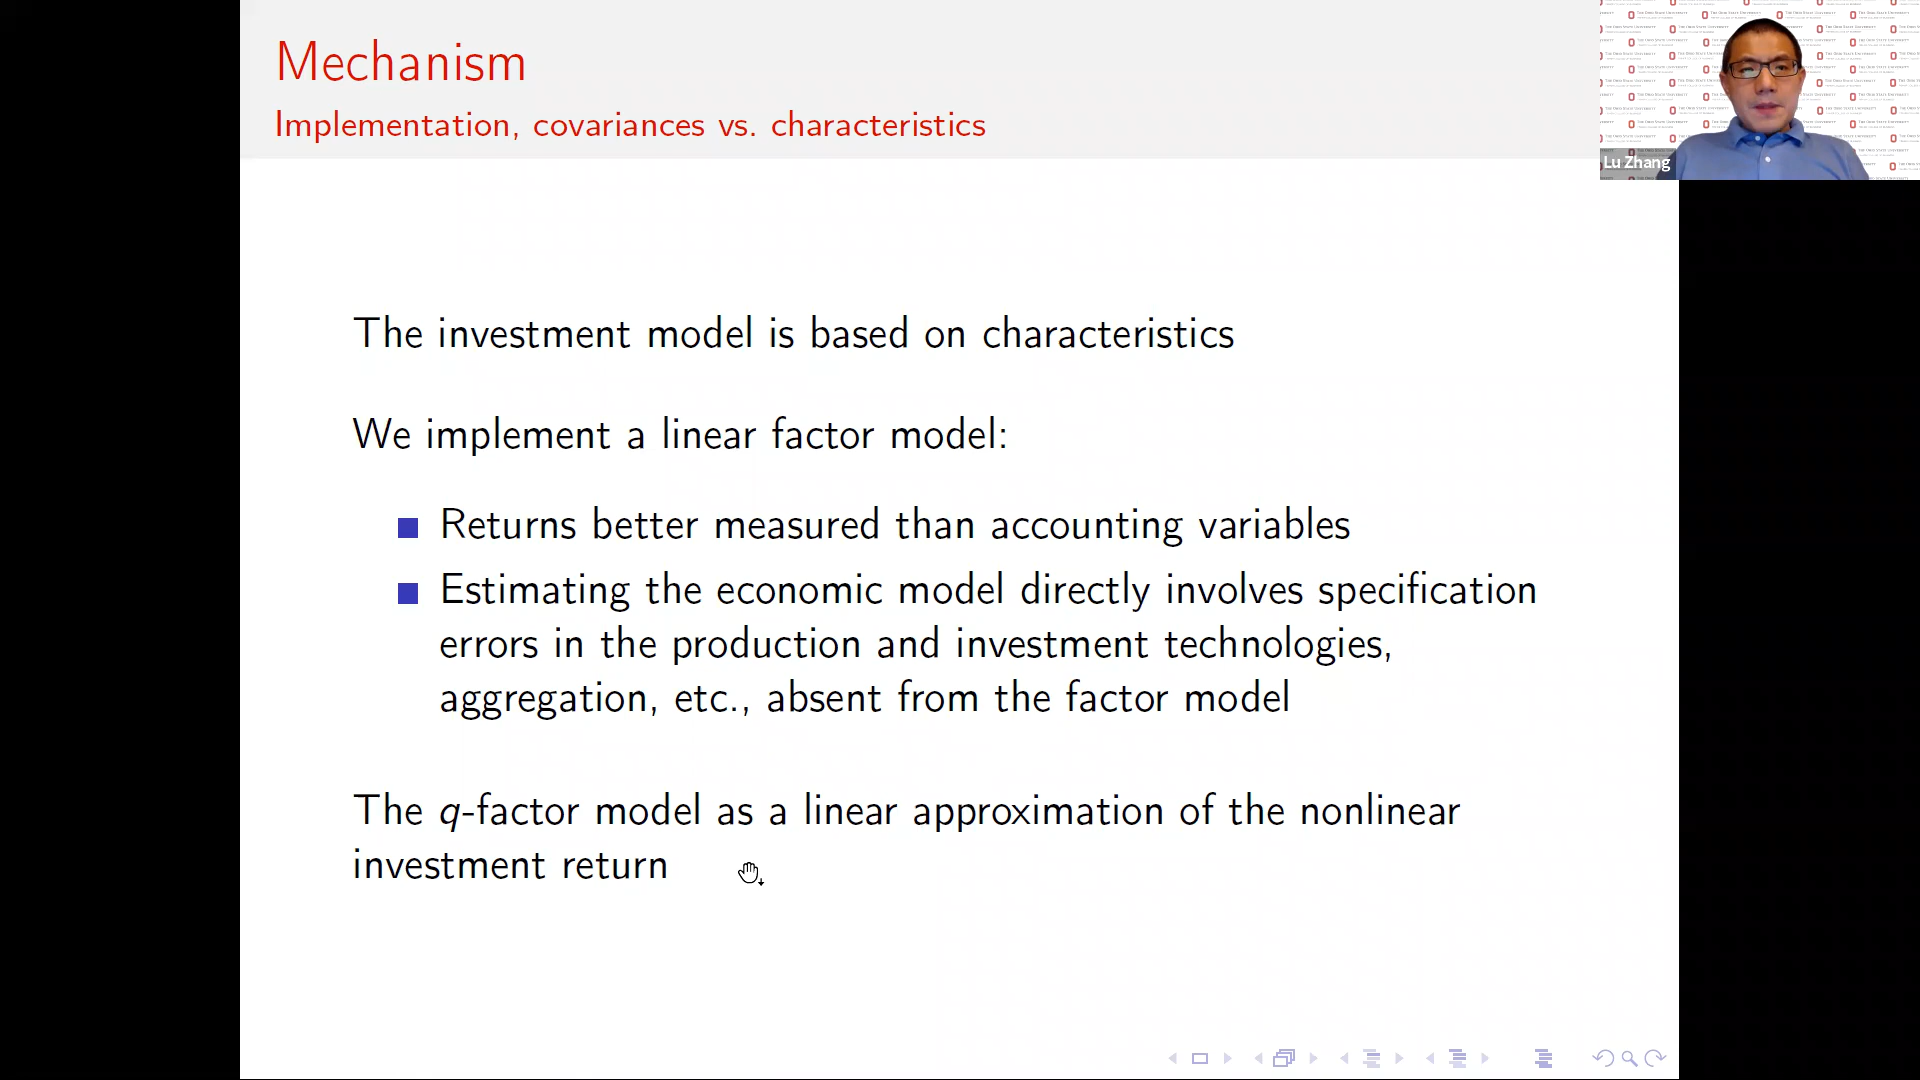 Mechanism
Implementation, covariances vs. characteristics
Lu Zhang
The investment model is based on characteristics
We implement a linear factor model:
Returns better measured than accounting variables
Estimating the economic model directly involves specification
errors in the production and investment technologies,
aggregation, etc., absent from the factor model
The q-factor model as a linear approximation of the nonlinear
investment return